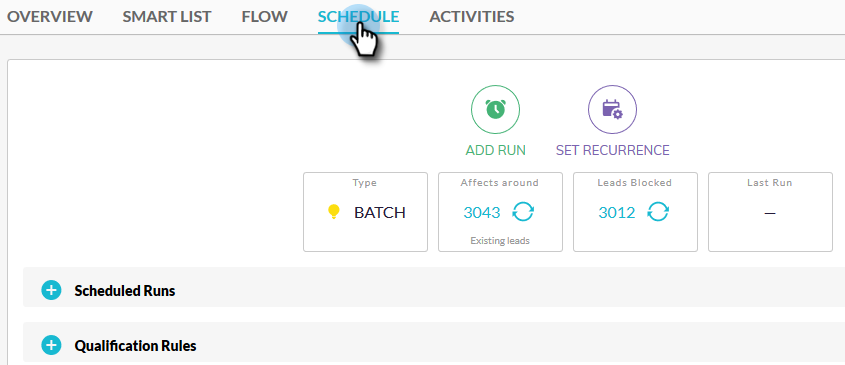 OVERVIEW SMART LIST FLOW SCHEDULE ACTIVITIES
ADD RUN SET RECURRENCE
Type Affects around Leads Blocked Last Run
BATCH 3043 3012 —
Existing leads
Scheduled Runs
Qualification Rules